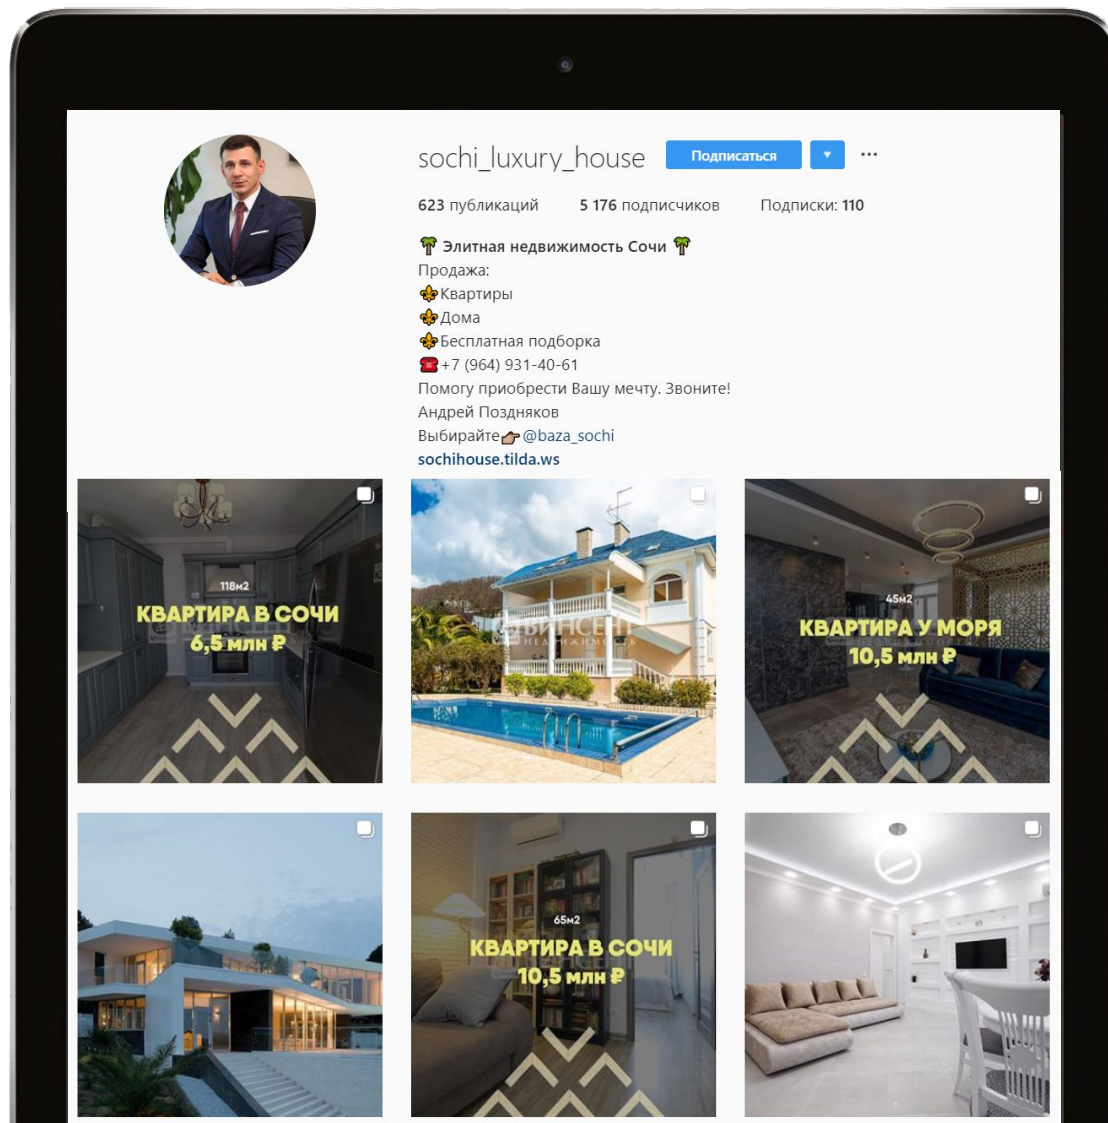 sochi_luxury_house Подписаться
623 публикаций 5 176 подписчиков Подписки: 110
Элитная недвижимость Сочи
Продажа:
Квартиры
Дома
Бесплатная подборка
+7 (964) 931-40-61
Помогу приобрести Вашу мечту. Звоните!
Андрей Поздняков
Выбирайте @baza_sochi
sochihouse.tilda.ws
118м2
КВАРТИРА В СОЧИ
6,5 млн ₽
ВИНСЕНТ
НЕДВИЖИМОСТЬ
45м2
КВАРТИРА У МОРЯ
10,5 млн ₽
65м2
КВАРТИРА В СОЧИ
10,5 млн ₽